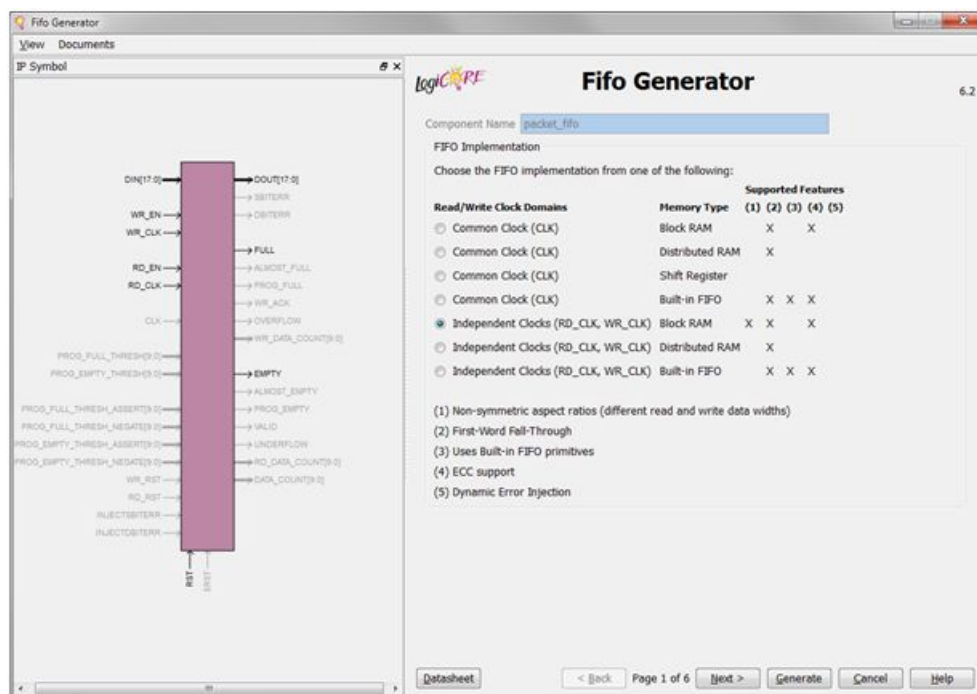 Fifo Generator
View Documents
IP Symbol
DIN[17:0]
WR_EN
WR_CLK
RD_EN
RD_CLK
CLK
PROG_FULL_THRESH[9:0]
PROG_EMPTY_THRESH[9:0]
PROG_FULL_THRESH_ASSERT[9:0]
PROG_FULL_THRESH_NEGATE[9:0]
PROG_EMPTY_THRESH_ASSERT[9:0]
PROG_EMPTY_THRESH_NEGATE[9:0]
WR_RST
RD_RST
INJECTSBITERR
INJECTDBITERR
DOUT[17:0]
SBITERR
DBITERR
FULL
ALMOST_FULL
PROG_FULL
WR_ACK
OVERFLOW
WR_DATA_COUNT[9:0]
EMPTY
ALMOST_EMPTY
PROG_EMPTY
VALID
UNDERFLOW
RD_DATA_COUNT[9:0]
DATA_COUNT[9:0]
RST
SRST
LogiCORE
Fifo Generator
6.2
Component Name packet_fifo
FIFO Implementation
Choose the FIFO implementation from one of the following:
Supported Features
Read/Write Clock Domains Memory Type (1) (2) (3) (4) (5)
Common Clock (CLK) Block RAM X X
Common Clock (CLK) Distributed RAM X
Common Clock (CLK) Shift Register
Common Clock (CLK) Built-in FIFO X X X
Independent Clocks (RD_CLK, WR_CLK) Block RAM X X X
Independent Clocks (RD_CLK, WR_CLK) Distributed RAM X
Independent Clocks (RD_CLK, WR_CLK) Built-in FIFO X X X
(1) Non-symmetric aspect ratios (different read and write data widths)
(2) First-Word Fall-Through
(3) Uses Built-in FIFO primitives
(4) ECC support
(5) Dynamic Error Injection
Datasheet < Back Page 1 of 6 Next > Generate Cancel Help